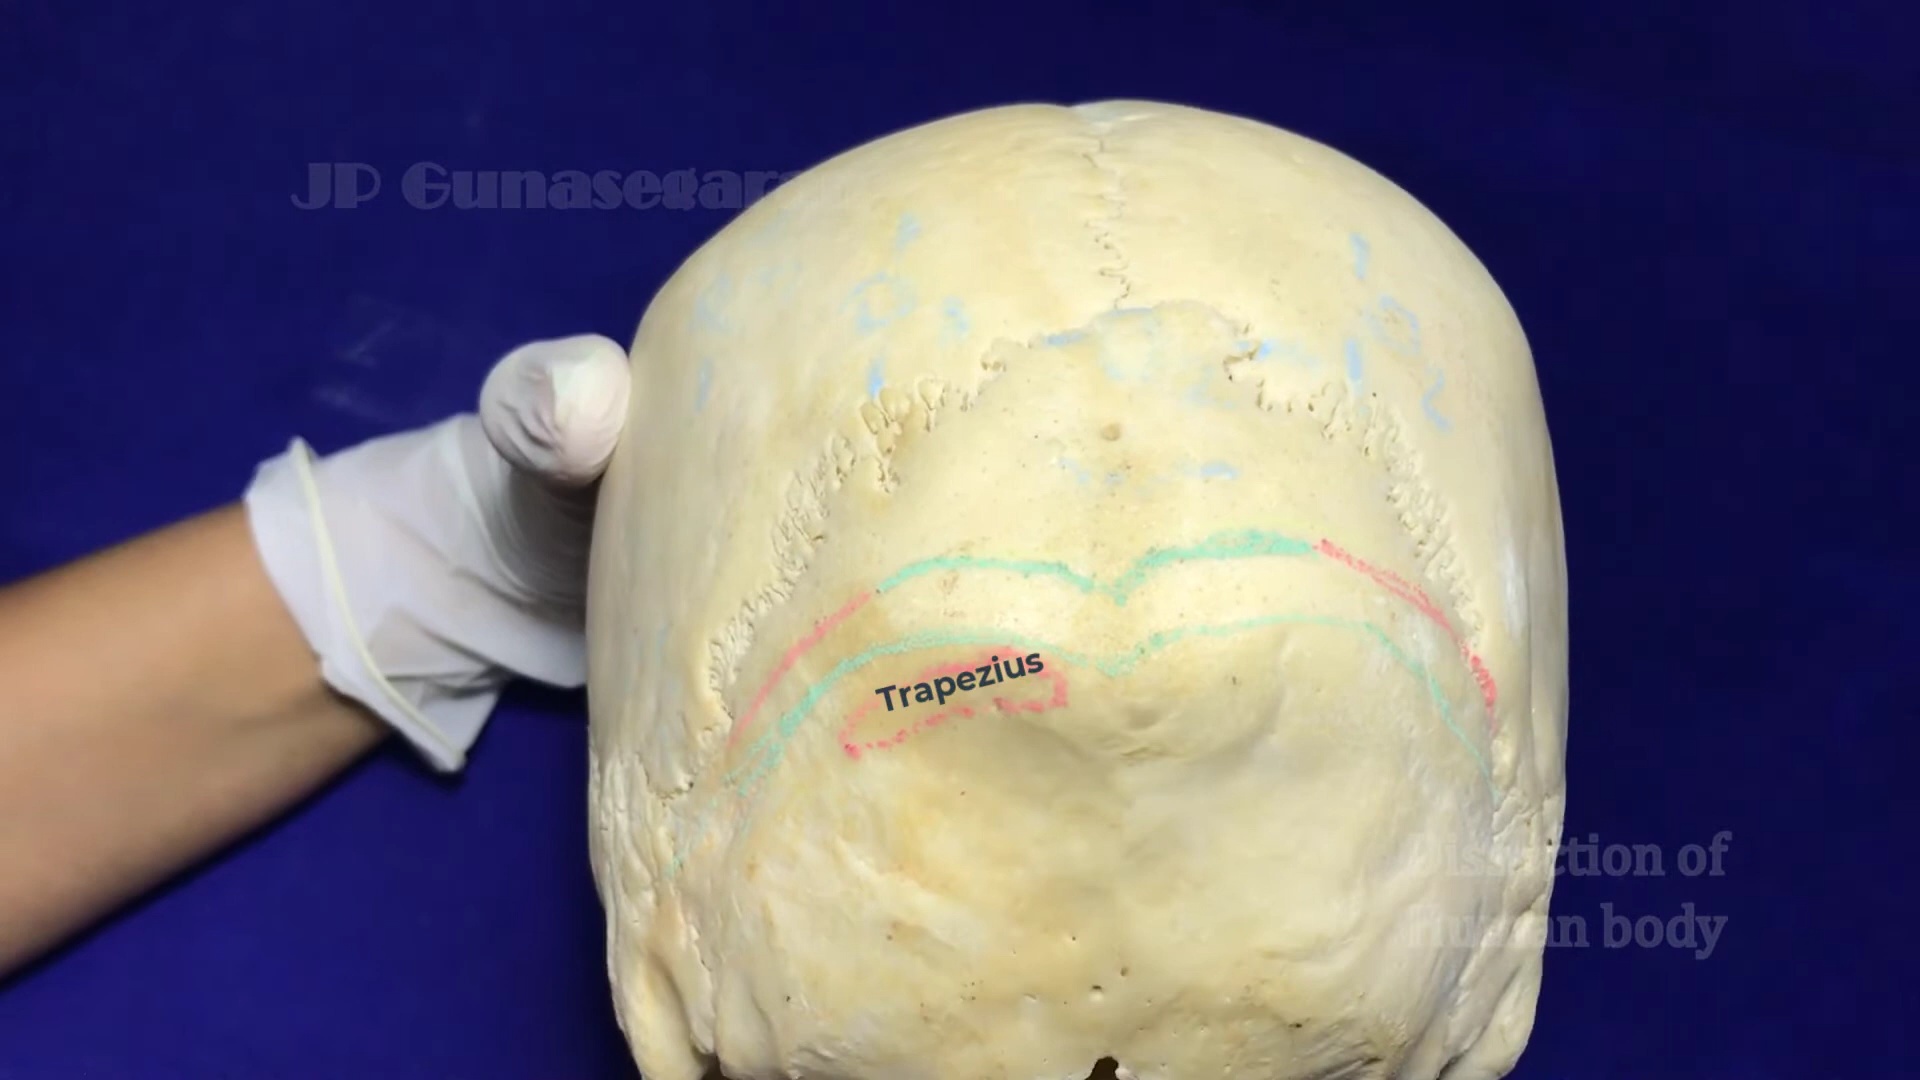 JP Gunasegaran
Trapezius
Dissection of
Human body